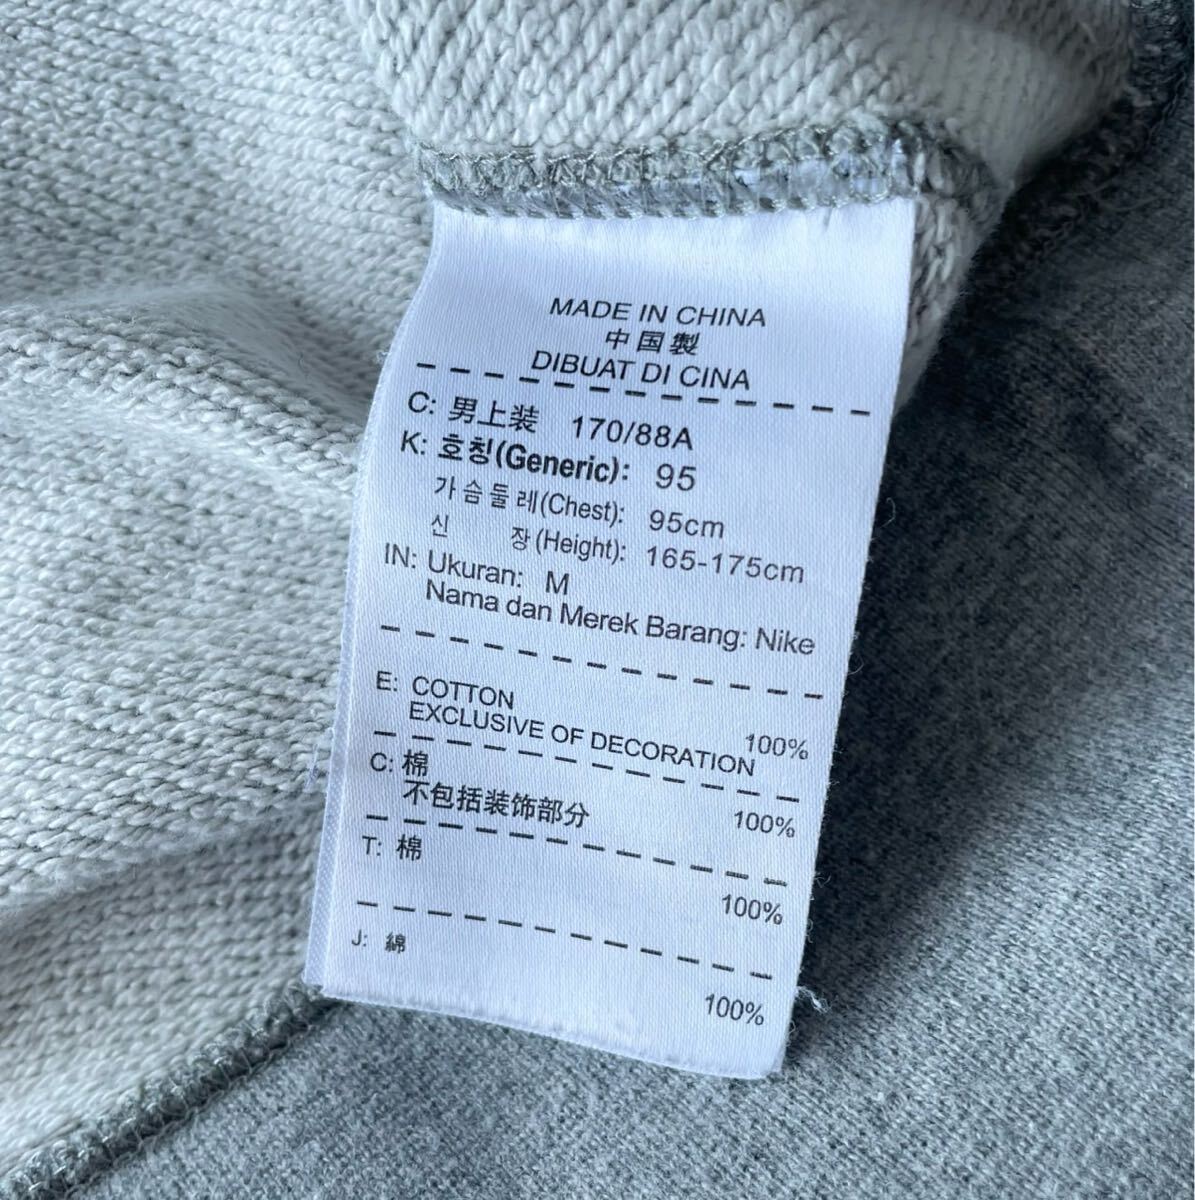 MADE IN CHINA
中国製
DIBUAT DI CINA
C: 男上装 170/88A
K: 호칭(Generic): 95
가슴둘레(Chest): 95cm
신 장(Height): 165-175cm
IN: Ukuran: M
Nama dan Merek Barang: Nike
E: COTTON 100%
EXCLUSIVE OF DECORATION
C: 棉 100%
不包括装饰部分
T: 棉 100%
J: 綿 100%